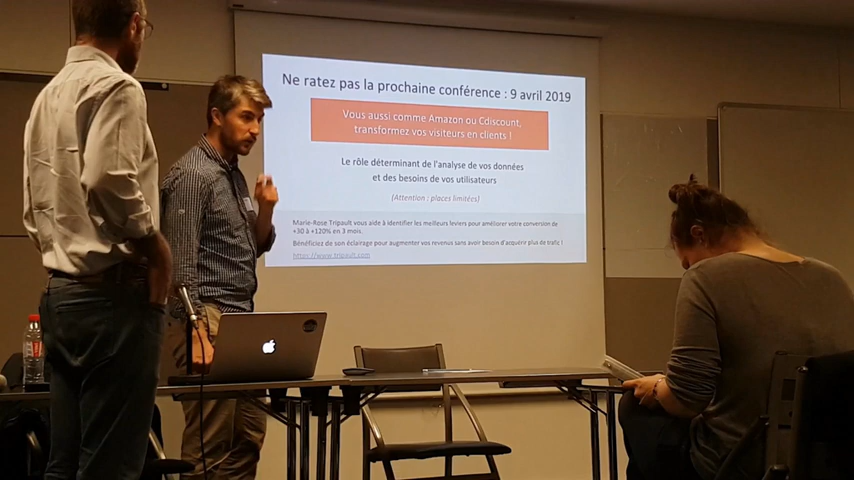 Ne ratez pas la prochaine conférence : 9 avril 2019
Vous aussi comme Amazon ou Cdiscount,
transformez vos visiteurs en clients !
Le rôle déterminant de l'analyse de vos données
et des besoins de vos utilisateurs
(Attention : places limitées)
Marie-Rose Tripault vous aide à identifier les meilleurs leviers pour améliorer votre conversion de
+30 à +120% en 3 mois.
Bénéficiez de son éclairage pour augmenter vos revenus sans avoir besoin d'acquérir plus de trafic !
https://www.tripault.com